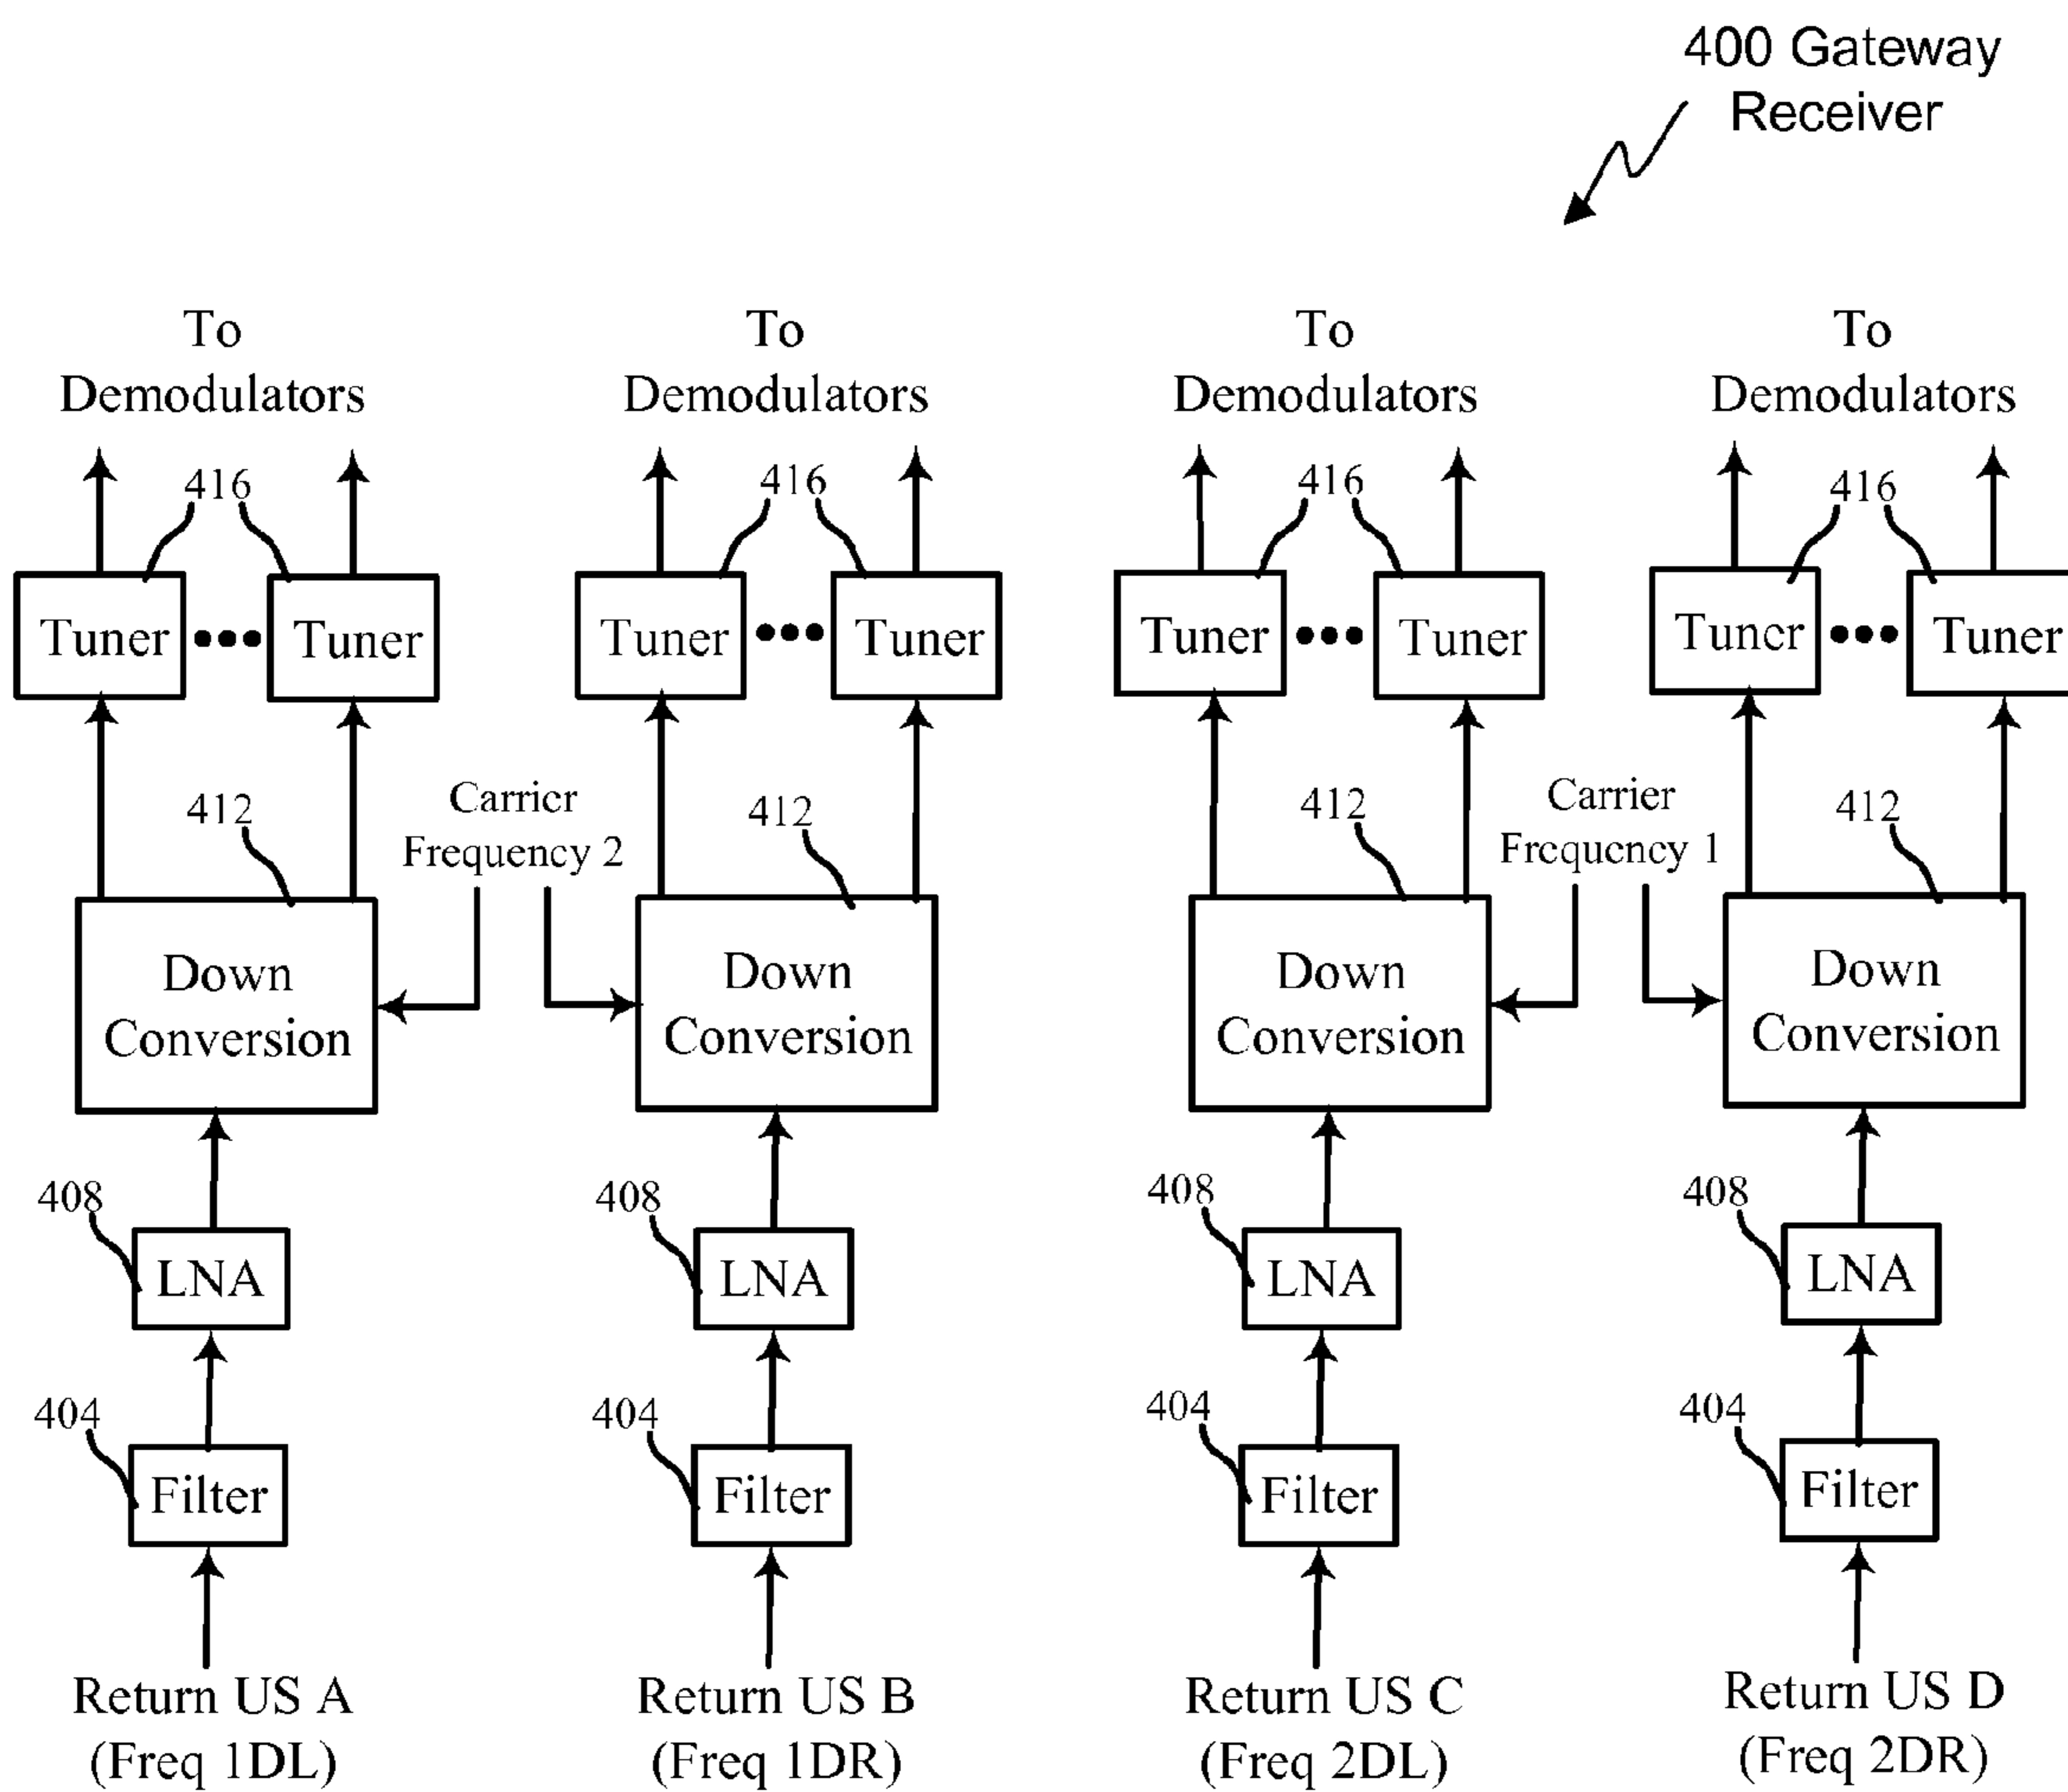 400 Gateway
Receiver
To
Demodulators
To
Demodulators
To
Demodulators
To
Demodulators
416
416
416
416
Tuner
Tuner
Tuner
Tuner
Tuner
Tuner
Tuner
Tuner
412
Carrier
Frequency 2
412
412
Carrier
Frequency 1
412
Down
Conversion
Down
Conversion
Down
Conversion
Down
Conversion
408
408
408
408
LNA
LNA
LNA
LNA
404
404
404
404
Filter
Filter
Filter
Filter
Return US A
(Freq 1DL)
Return US B
(Freq 1DR)
Return US C
(Freq 2DL)
Return US D
(Freq 2DR)